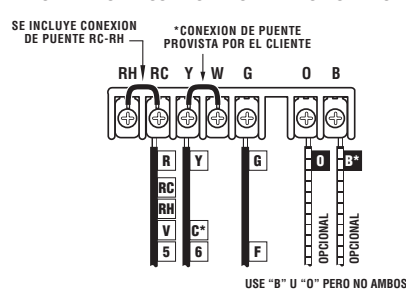 SE INCLUYE CONEXION
DE PUENTE RC-RH
*CONEXION DE PUENTE
PROVISTA POR EL CLIENTE
RH RC Y W G O B
R Y G O B*
RC
RH
V C*
5 6 F
OPCIONAL
OPCIONAL
USE “B” U “O” PERO NO AMBOS